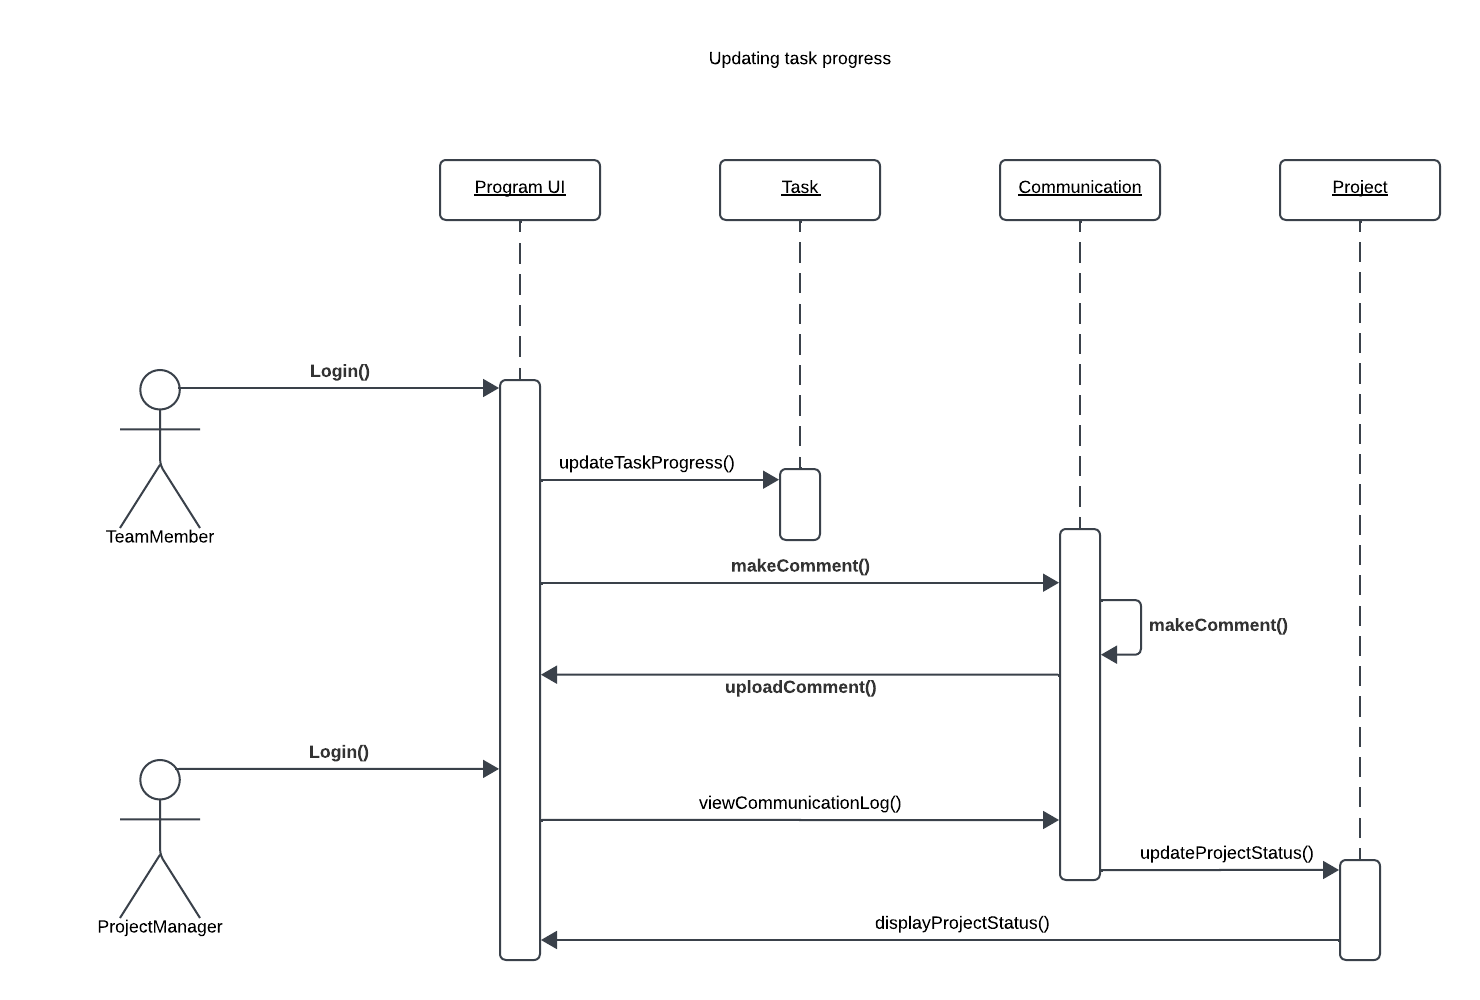 Updating task progress
Program UI
Task
Communication
Project
Login()
updateTaskProgress()
TeamMember
makeComment()
makeComment()
uploadComment()
Login()
viewCommunicationLog()
updateProjectStatus()
ProjectManager
displayProjectStatus()